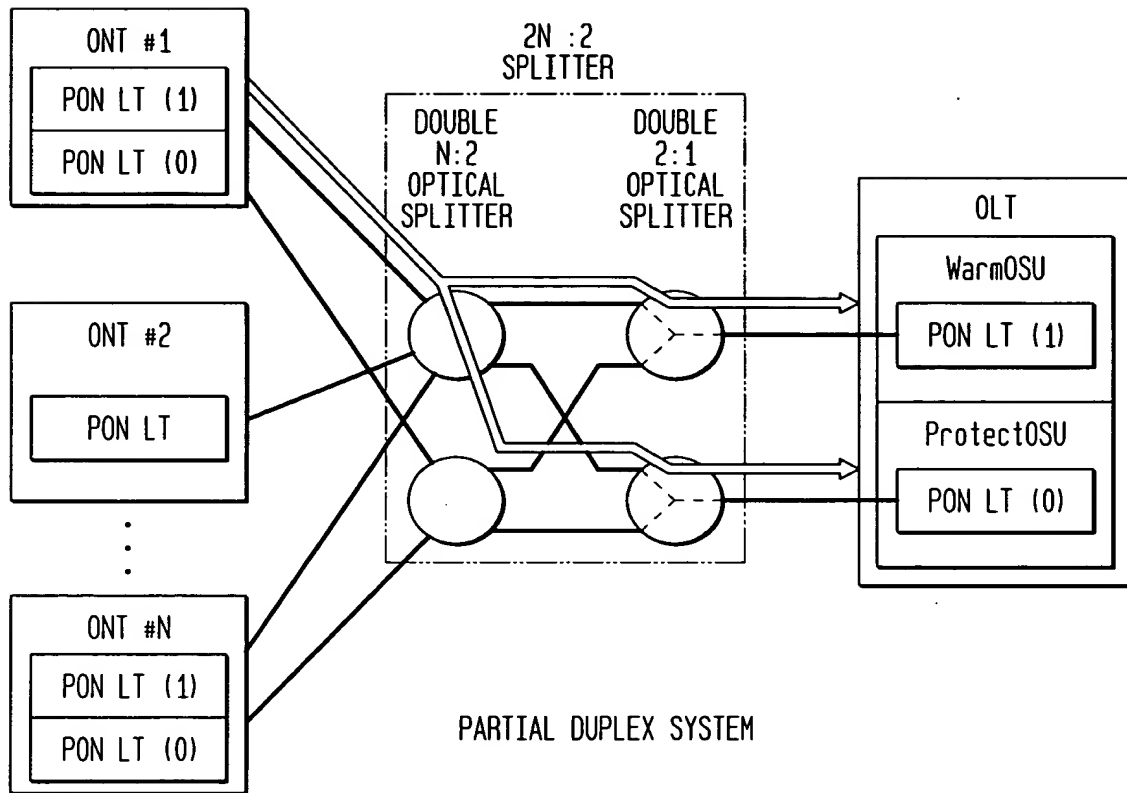 ONT #1
PON LT (1)
PON LT (0)
2N :2
SPLITTER
DOUBLE
N:2
OPTICAL
SPLITTER
DOUBLE
2:1
OPTICAL
SPLITTER
OLT
WarmOSU
PON LT (1)
ProtectOSU
PON LT (0)
ONT #2
PON LT
ONT #N
PON LT (1)
PON LT (0)
PARTIAL DUPLEX SYSTEM